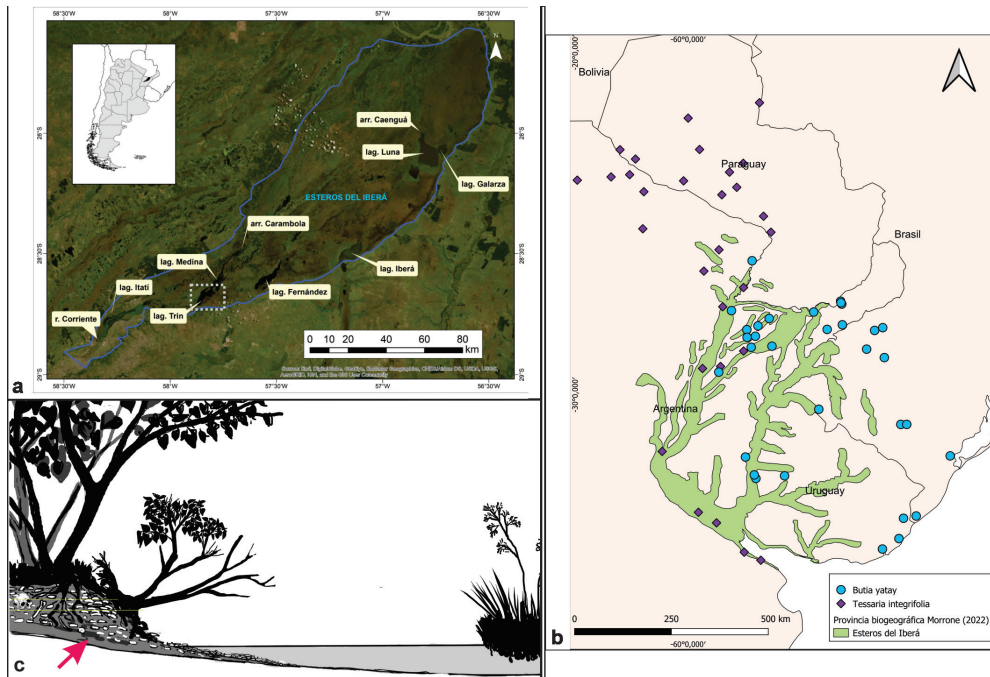 58°30'W
58°W
57°30'W
57°W
56°30'W
N
28°S
28°30'S
29°S
arr. Caenguá
lag. Luna
lag. Galarza
ESTEROS DEL IBERÁ
arr. Carambola
lag. Medina
lag. Iberá
lag. Itatí
lag. Fernández
lag. Trin
r. Corriente
0 10 20 40 60 80
km
58°30'W
58°W
57°30'W
57°W
56°30'W
a
c
-60°0,000'
-20°0,000'
Bolivia
Paraguay
Brasil
-30°0,000'
Argentina
Uruguay
Butia yatay
Tessaria integrifolia
Provincia biogeográfica Morrone (2022)
Esteros del Iberá
0 250 500 km
-60°0,000'
b